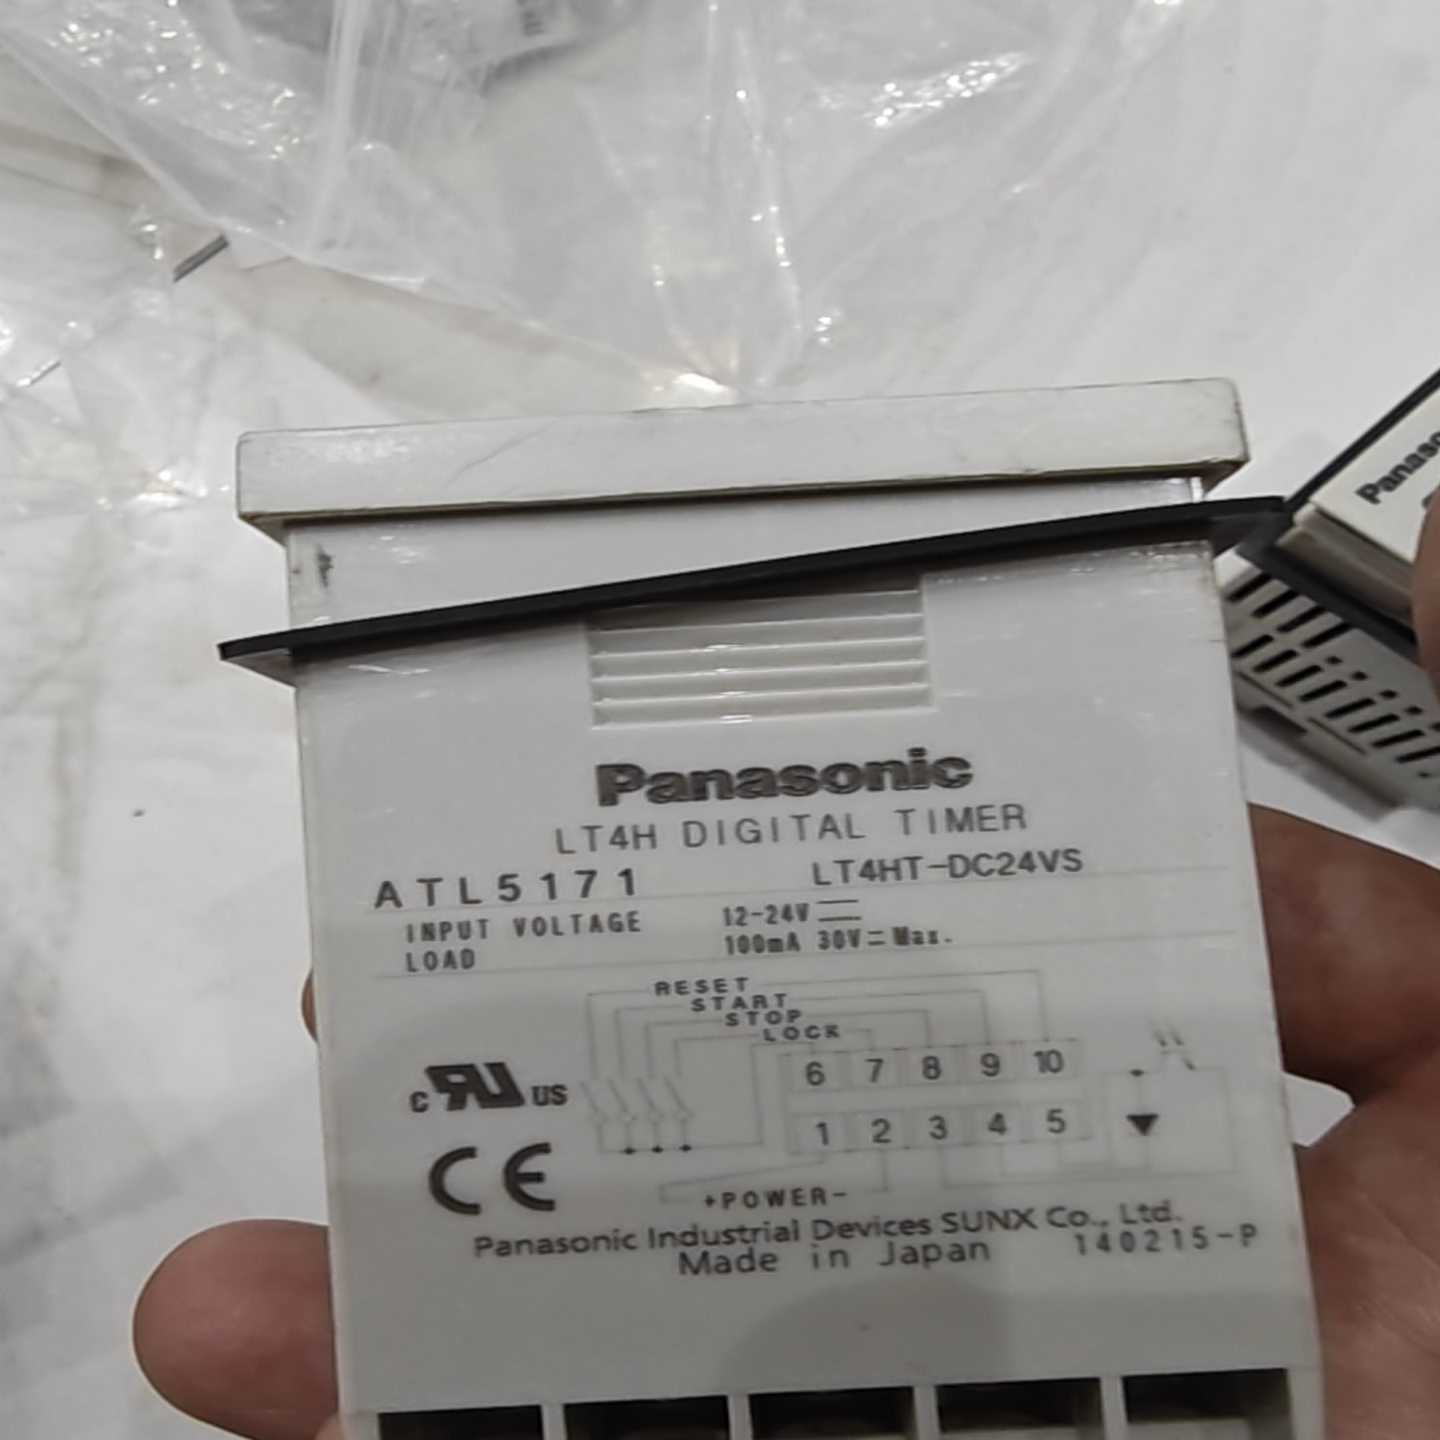 Panasonic
LT4H DIGITAL TIMER
ATL5171 LT4HT-DC24VS
INPUT VOLTAGE 12-24V
LOAD 100mA 30V Max.
RESET
START
STOP
LOCK
6 7 8 9 10
1 2 3 4 5
c RU US
CE
+POWER-
Panasonic Industrial Devices SUNX Co., Ltd.
Made in Japan 140215-P
Panaso